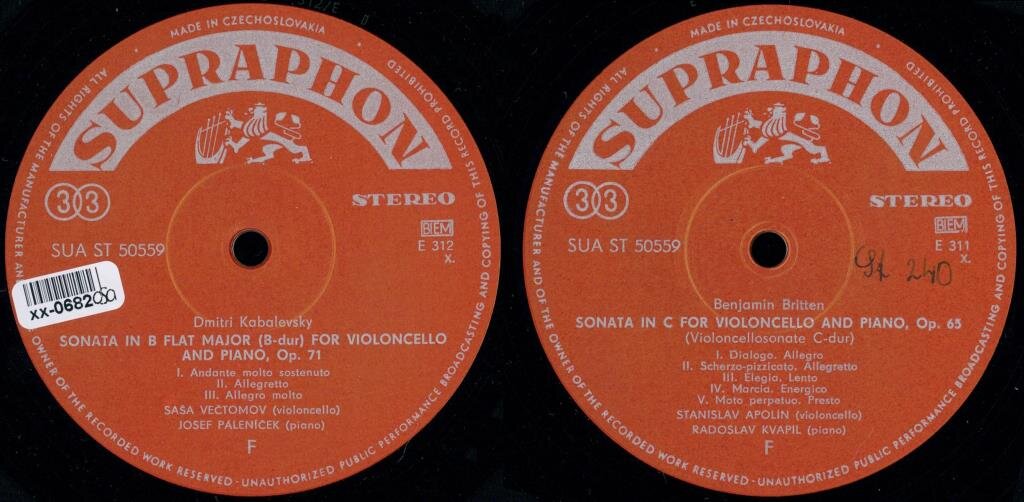 MADE IN CZECHOSLOVAKIA
ALL RIGHTS OF THE MANUFACTURER AND OF THE OWNER OF THE RECORDED WORK RESERVED - UNAUTHORIZED PUBLIC PERFORMANCE BROADCASTING AND COPYING OF THIS RECORD PROHIBITED
SUPRAPHON
33
STEREO
BIEM
SUA ST 50559
E 312
X.
xx-0682
Dmitri Kabalevsky
SONATA IN B FLAT MAJOR (B-dur) FOR VIOLONCELLO
AND PIANO, Op. 71
I. Andante molto sostenuto
II. Allegretto
III. Allegro molto
SAŠA VEČTOMOV (violoncello)
JOSEF PÁLENÍČEK (piano)
F
MADE IN CZECHOSLOVAKIA
ALL RIGHTS OF THE MANUFACTURER AND OF THE OWNER OF THE RECORDED WORK RESERVED - UNAUTHORIZED PUBLIC PERFORMANCE BROADCASTING AND COPYING OF THIS RECORD PROHIBITED
SUPRAPHON
33
STEREO
BIEM
SUA ST 50559
E 311
X.
240
Benjamin Britten
SONATA IN C FOR VIOLONCELLO AND PIANO, Op. 65
(Violoncellosonate C-dur)
I. Dialogo. Allegro
II. Scherzo-pizzicato. Allegretto
III. Elegia. Lento
IV. Marcia. Energico
V. Moto perpetuo. Presto
STANISLAV APOLÍN (violoncello)
RADOSLAV KVAPIL (piano)
F